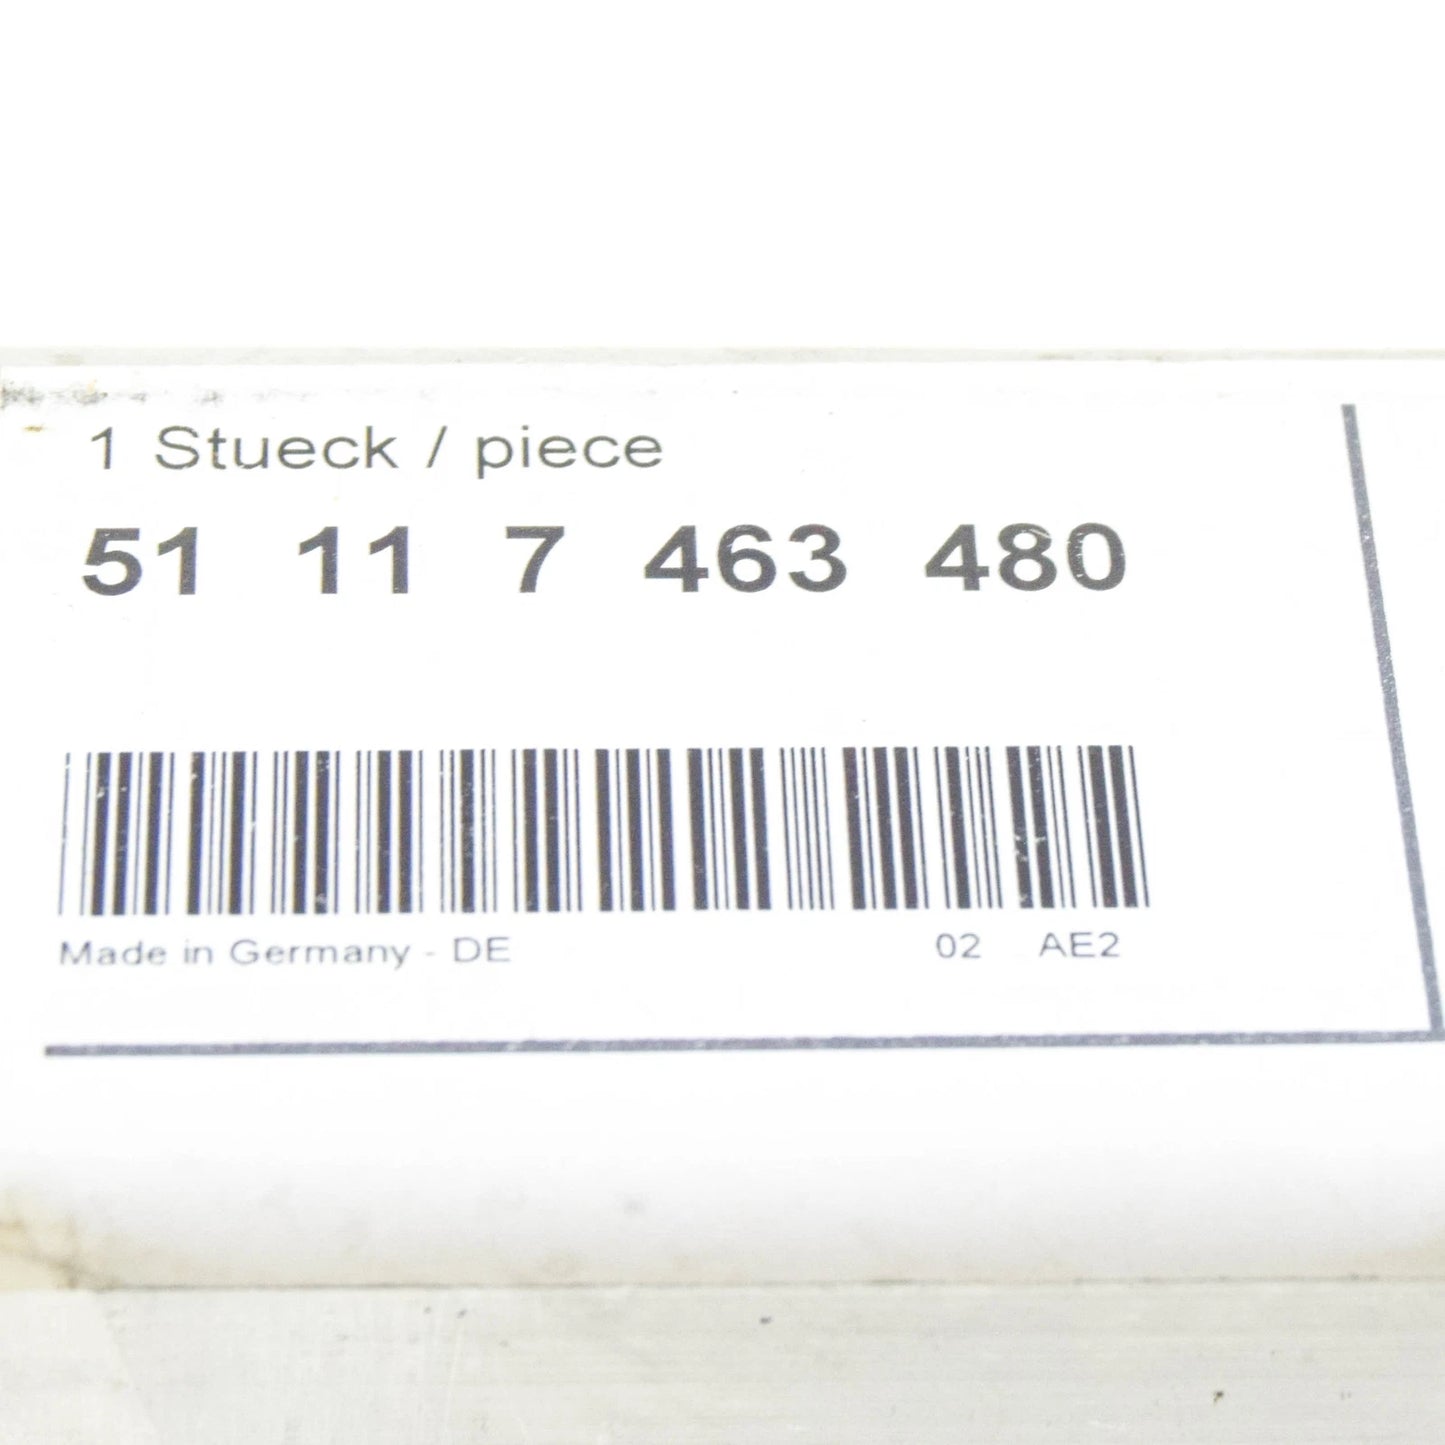 1 Stueck / piece
51 11 7 463 480
Made in Germany - DE 02 AE2